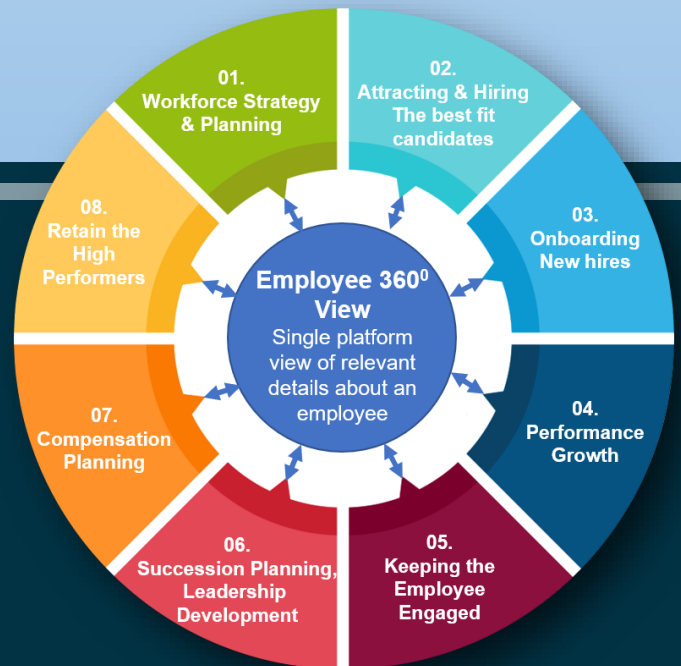 01.
Workforce Strategy
& Planning
02.
Attracting & Hiring
The best fit
candidates
03.
Onboarding
New hires
04.
Performance
Growth
05.
Keeping the
Employee
Engaged
06.
Succession Planning,
Leadership
Development
07.
Compensation
Planning
08.
Retain the
High
Performers
Employee 360⁰
View
Single platform
view of relevant
details about an
employee